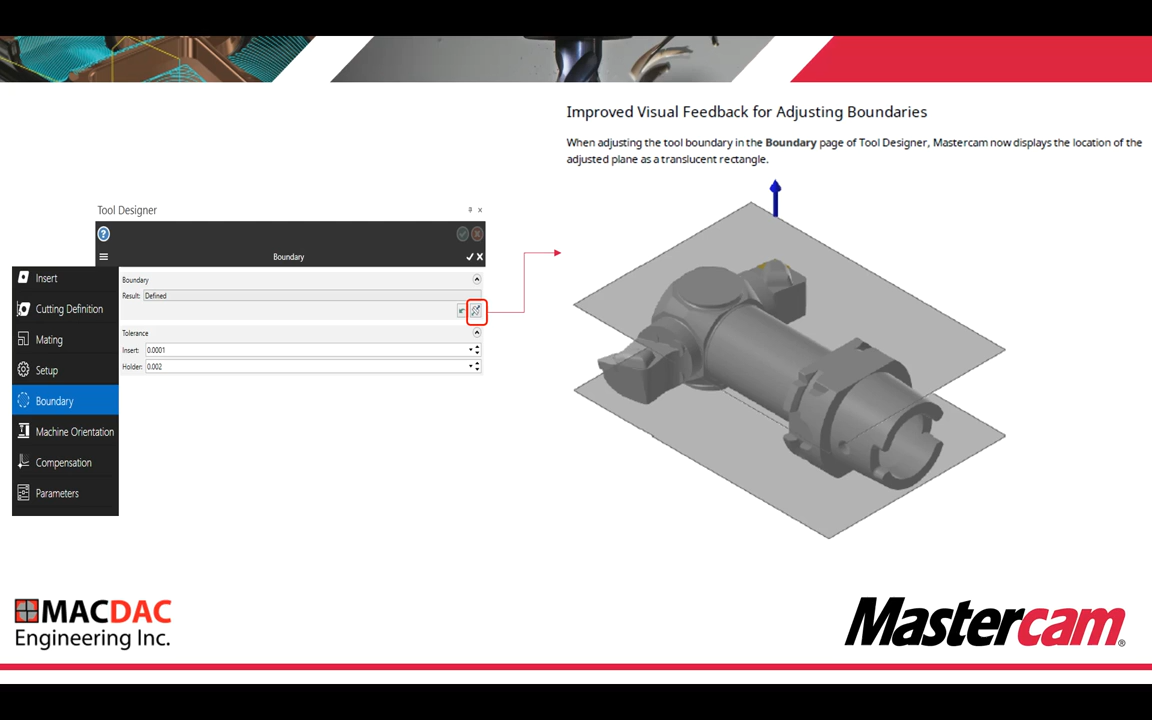 Improved Visual Feedback for Adjusting Boundaries
When adjusting the tool boundary in the Boundary page of Tool Designer, Mastercam now displays the location of the
adjusted plane as a translucent rectangle.
Tool Designer
Boundary
Insert
Cutting Definition
Mating
Setup
Boundary
Machine Orientation
Compensation
Parameters
Boundary
Result: Defined
Tolerance
Insert: 0.0001
Holder: 0.002
MACDAC
Engineering Inc.
Mastercam®